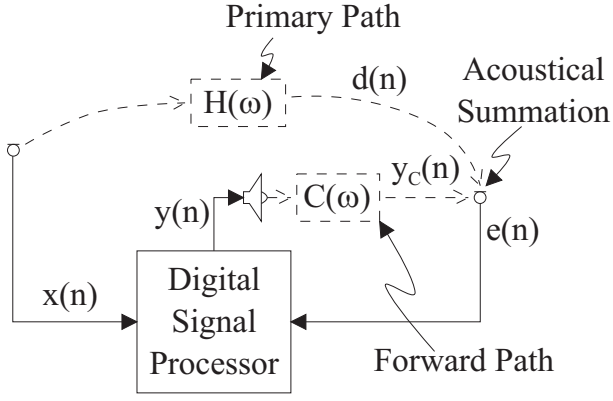 Primary Path
H(ω)
d(n)
Acoustical
Summation
y(n)
C(ω)
y_C(n)
e(n)
x(n)
Digital
Signal
Processor
Forward Path